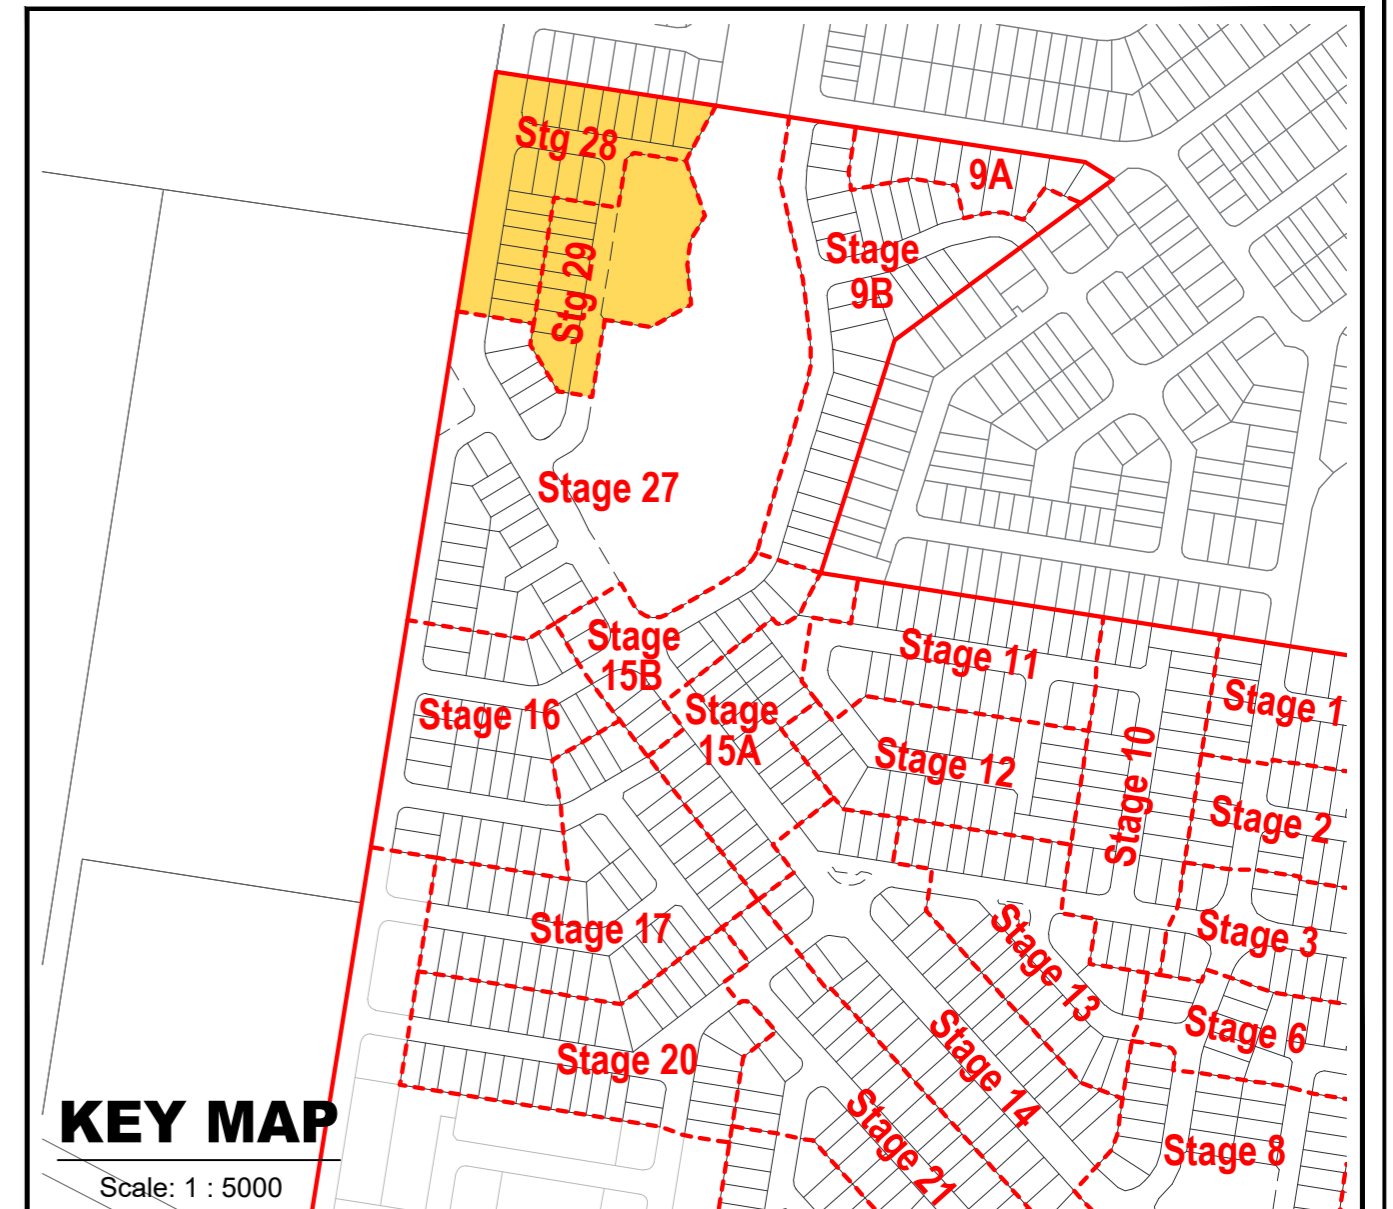 Stg 28
9A
Stage
9B
Stg 29
Stage 27
Stage
15B
Stage 11
Stage 1
Stage 16
Stage
15A
Stage 12
Stage 10
Stage 2
Stage 17
Stage 13
Stage 3
Stage 6
Stage 20
Stage 14
Stage 21
Stage 8
KEY MAP
Scale: 1 : 5000